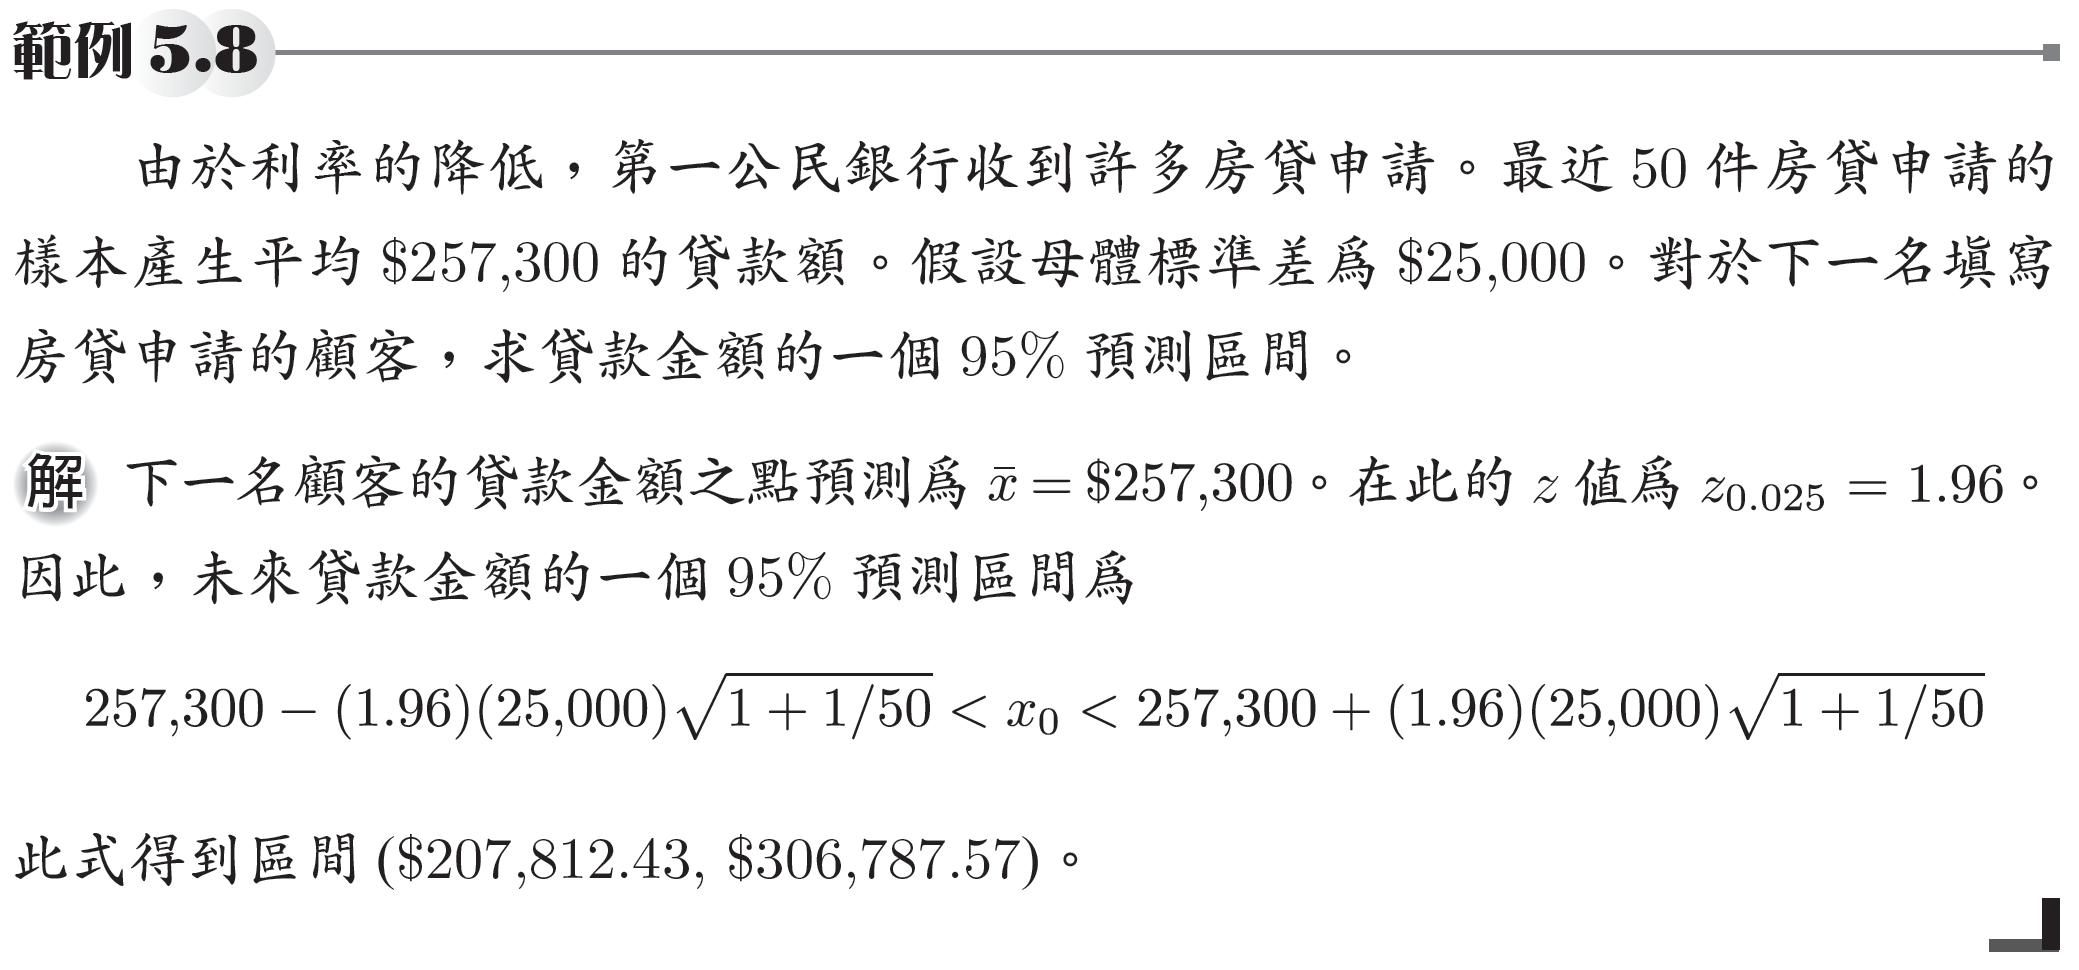 範例 5.8
由於利率的降低，第一公民銀行收到許多房貸申請。最近 50 件房貸申請的
樣本產生平均 $257,300 的貸款額。假設母體標準差爲 $25,000。對於下一名塡寫
房貸申請的顧客，求貸款金額的一個 95% 預測區間。
解 下一名顧客的貸款金額之點預測爲 x̄ = $257,300。在此的 z 值爲 z₀.₀₂₅ = 1.96。
因此，未來貸款金額的一個 95% 預測區間爲
257,300 − (1.96)(25,000)√(1 + 1/50) < x₀ < 257,300 + (1.96)(25,000)√(1 + 1/50)
此式得到區間 ($207,812.43, $306,787.57)。